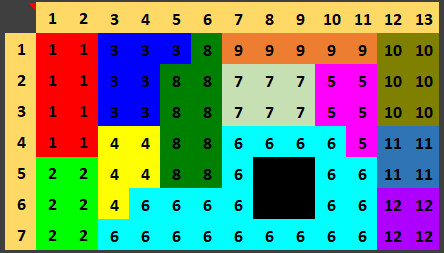 1 2 3 4 5 6 7 8 9 10 11 12 13
1 1 1 3 3 3 8 9 9 9 9 9 10 10
2 1 1 3 3 8 8 7 7 7 5 5 10 10
3 1 1 3 3 8 8 7 7 7 5 5 10 10
4 1 1 4 4 8 8 6 6 6 6 5 11 11
5 2 2 4 4 8 8 6 6 6 11 11
6 2 2 4 6 6 6 6 6 6 12 12
7 2 2 6 6 6 6 6 6 6 6 6 12 12